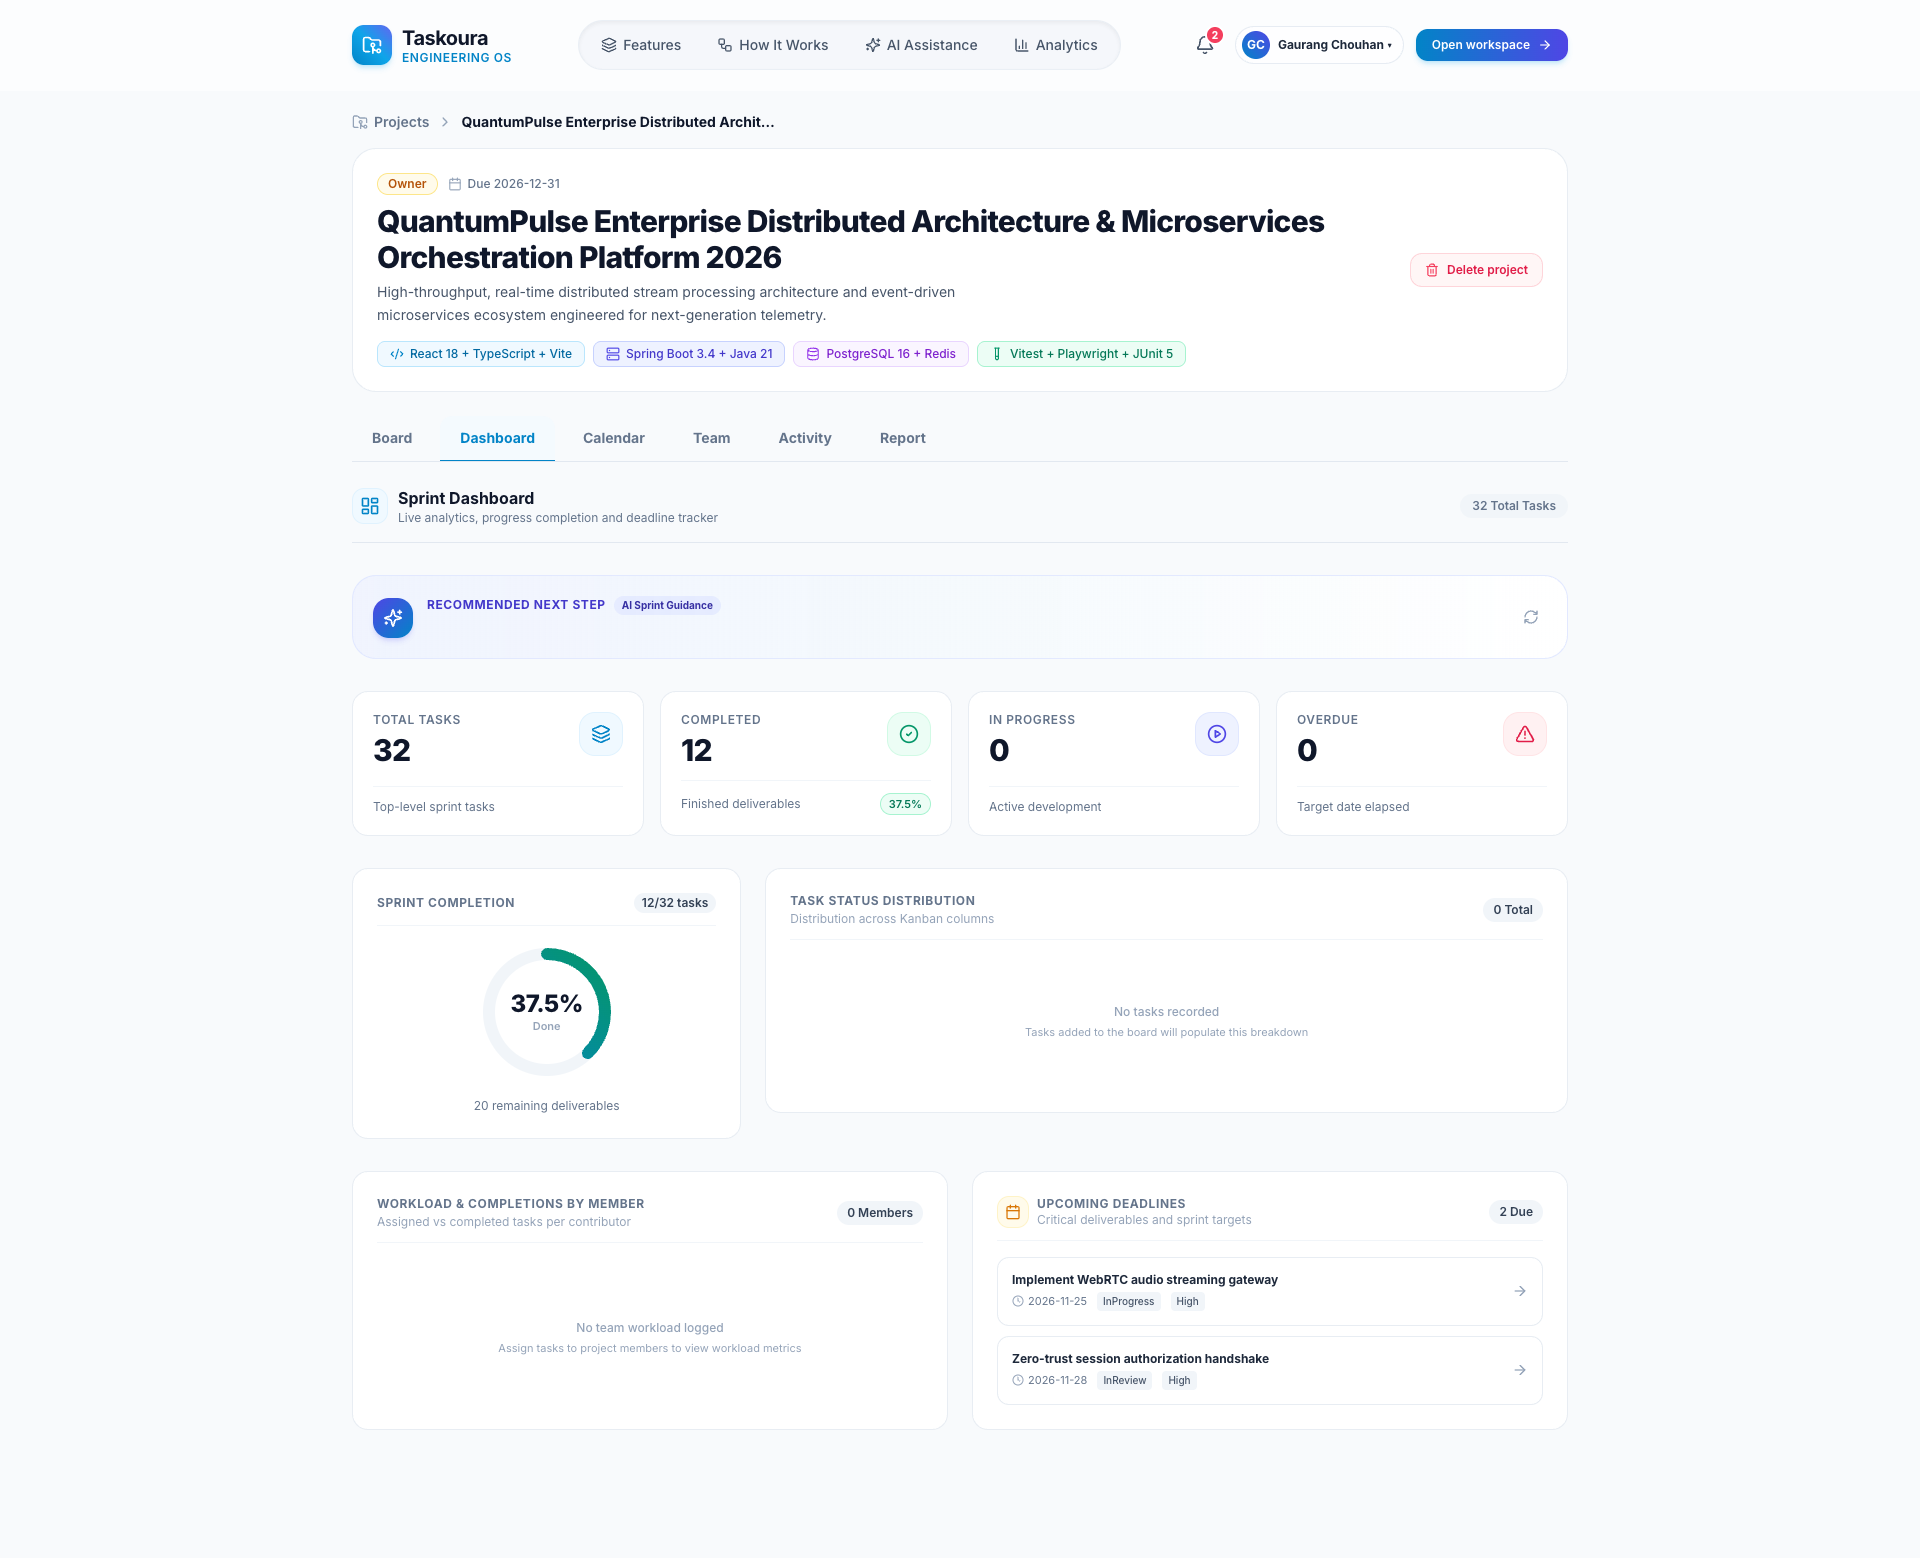 Taskoura
ENGINEERING OS
Features
How It Works
AI Assistance
Analytics
2
GC
Gaurang Chouhan
Open workspace
Projects
QuantumPulse Enterprise Distributed Archit...
Owner
Due 2026-12-31
QuantumPulse Enterprise Distributed Architecture & Microservices
Orchestration Platform 2026
High-throughput, real-time distributed stream processing architecture and event-driven
microservices ecosystem engineered for next-generation telemetry.
Delete project
React 18 + TypeScript + Vite
Spring Boot 3.4 + Java 21
PostgreSQL 16 + Redis
Vitest + Playwright + JUnit 5
Board
Dashboard
Calendar
Team
Activity
Report
Sprint Dashboard
Live analytics, progress completion and deadline tracker
32 Total Tasks
RECOMMENDED NEXT STEP
AI Sprint Guidance
TOTAL TASKS
32
Top-level sprint tasks
COMPLETED
12
Finished deliverables
37.5%
IN PROGRESS
0
Active development
OVERDUE
0
Target date elapsed
SPRINT COMPLETION
12/32 tasks
37.5%
Done
20 remaining deliverables
TASK STATUS DISTRIBUTION
Distribution across Kanban columns
0 Total
No tasks recorded
Tasks added to the board will populate this breakdown
WORKLOAD & COMPLETIONS BY MEMBER
Assigned vs completed tasks per contributor
0 Members
No team workload logged
Assign tasks to project members to view workload metrics
UPCOMING DEADLINES
Critical deliverables and sprint targets
2 Due
Implement WebRTC audio streaming gateway
2026-11-25
InProgress
High
Zero-trust session authorization handshake
2026-11-28
InReview
High